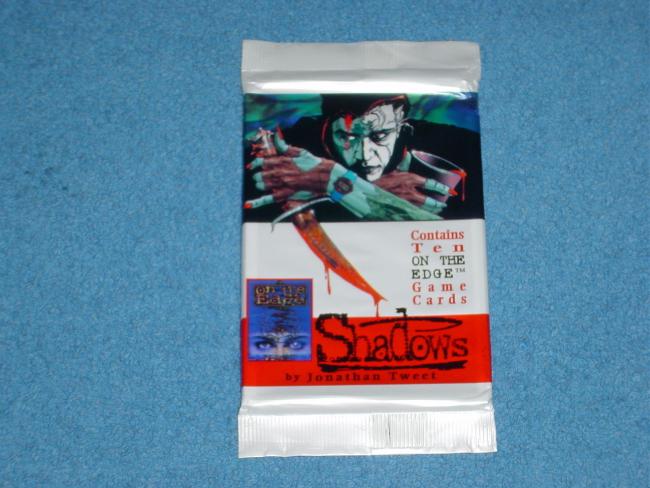 Contains
Ten
ON THE
EDGE™
Game
Cards
on the
Edge
Shadows
by Jonathan Tweet